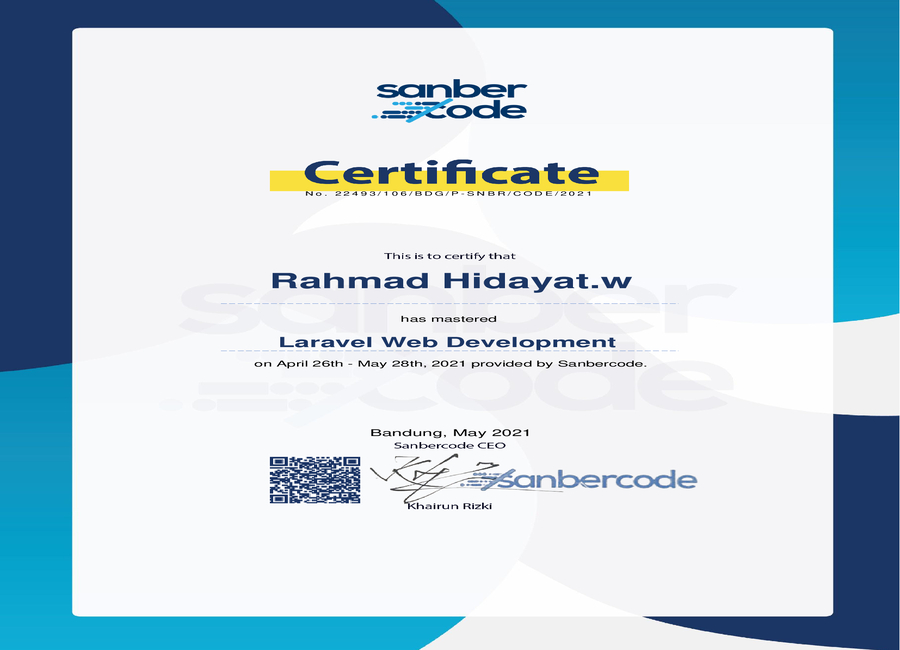 sanber
code
Certificate
No. 22493/106/BDG/P-SNBR/CODE/2021
This is to certify that
Rahmad Hidayat.w
has mastered
Laravel Web Development
on April 26th - May 28th, 2021 provided by Sanbercode.
sanber
code
Bandung, May 2021
Sanbercode CEO
sanbercode
Khairun Rizki